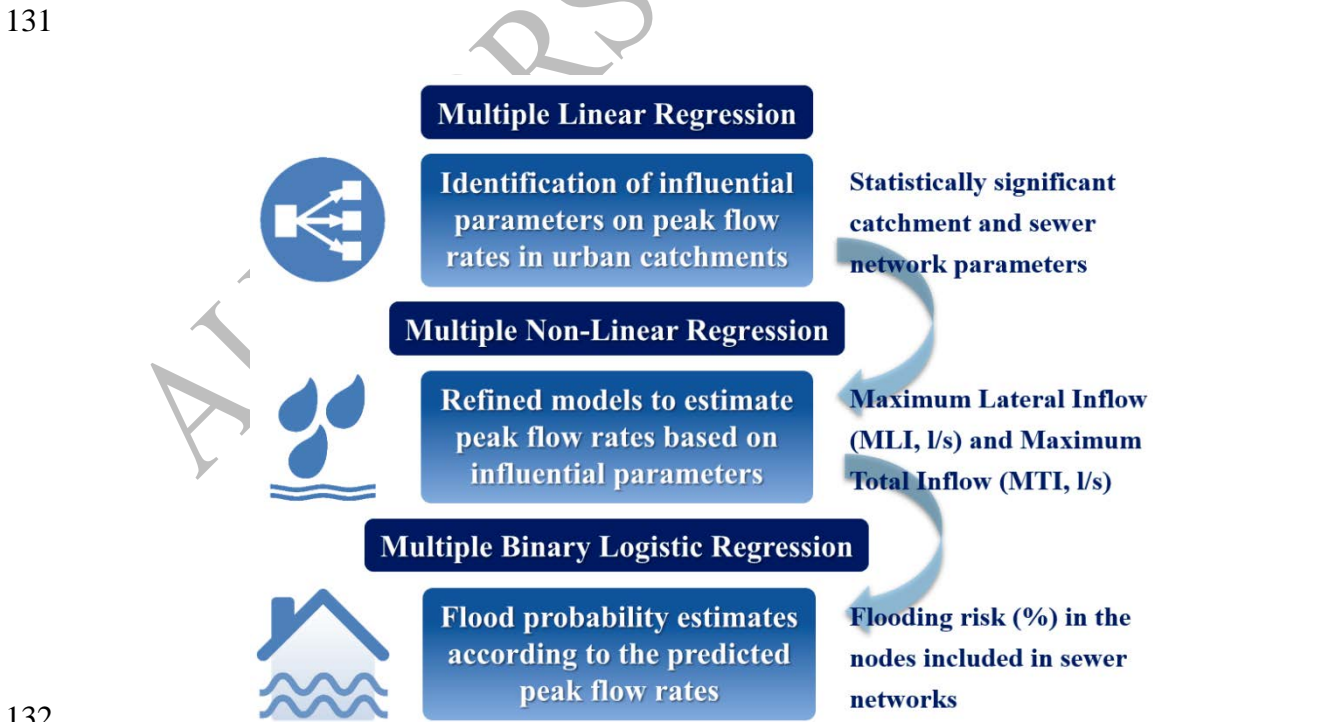 131
Multiple Linear Regression
Identification of influential
parameters on peak flow
rates in urban catchments
Statistically significant
catchment and sewer
network parameters
Multiple Non-Linear Regression
Refined models to estimate
peak flow rates based on
influential parameters
Maximum Lateral Inflow
(MLI, l/s) and Maximum
Total Inflow (MTI, l/s)
Multiple Binary Logistic Regression
Flood probability estimates
according to the predicted
peak flow rates
Flooding risk (%) in the
nodes included in sewer
networks
132